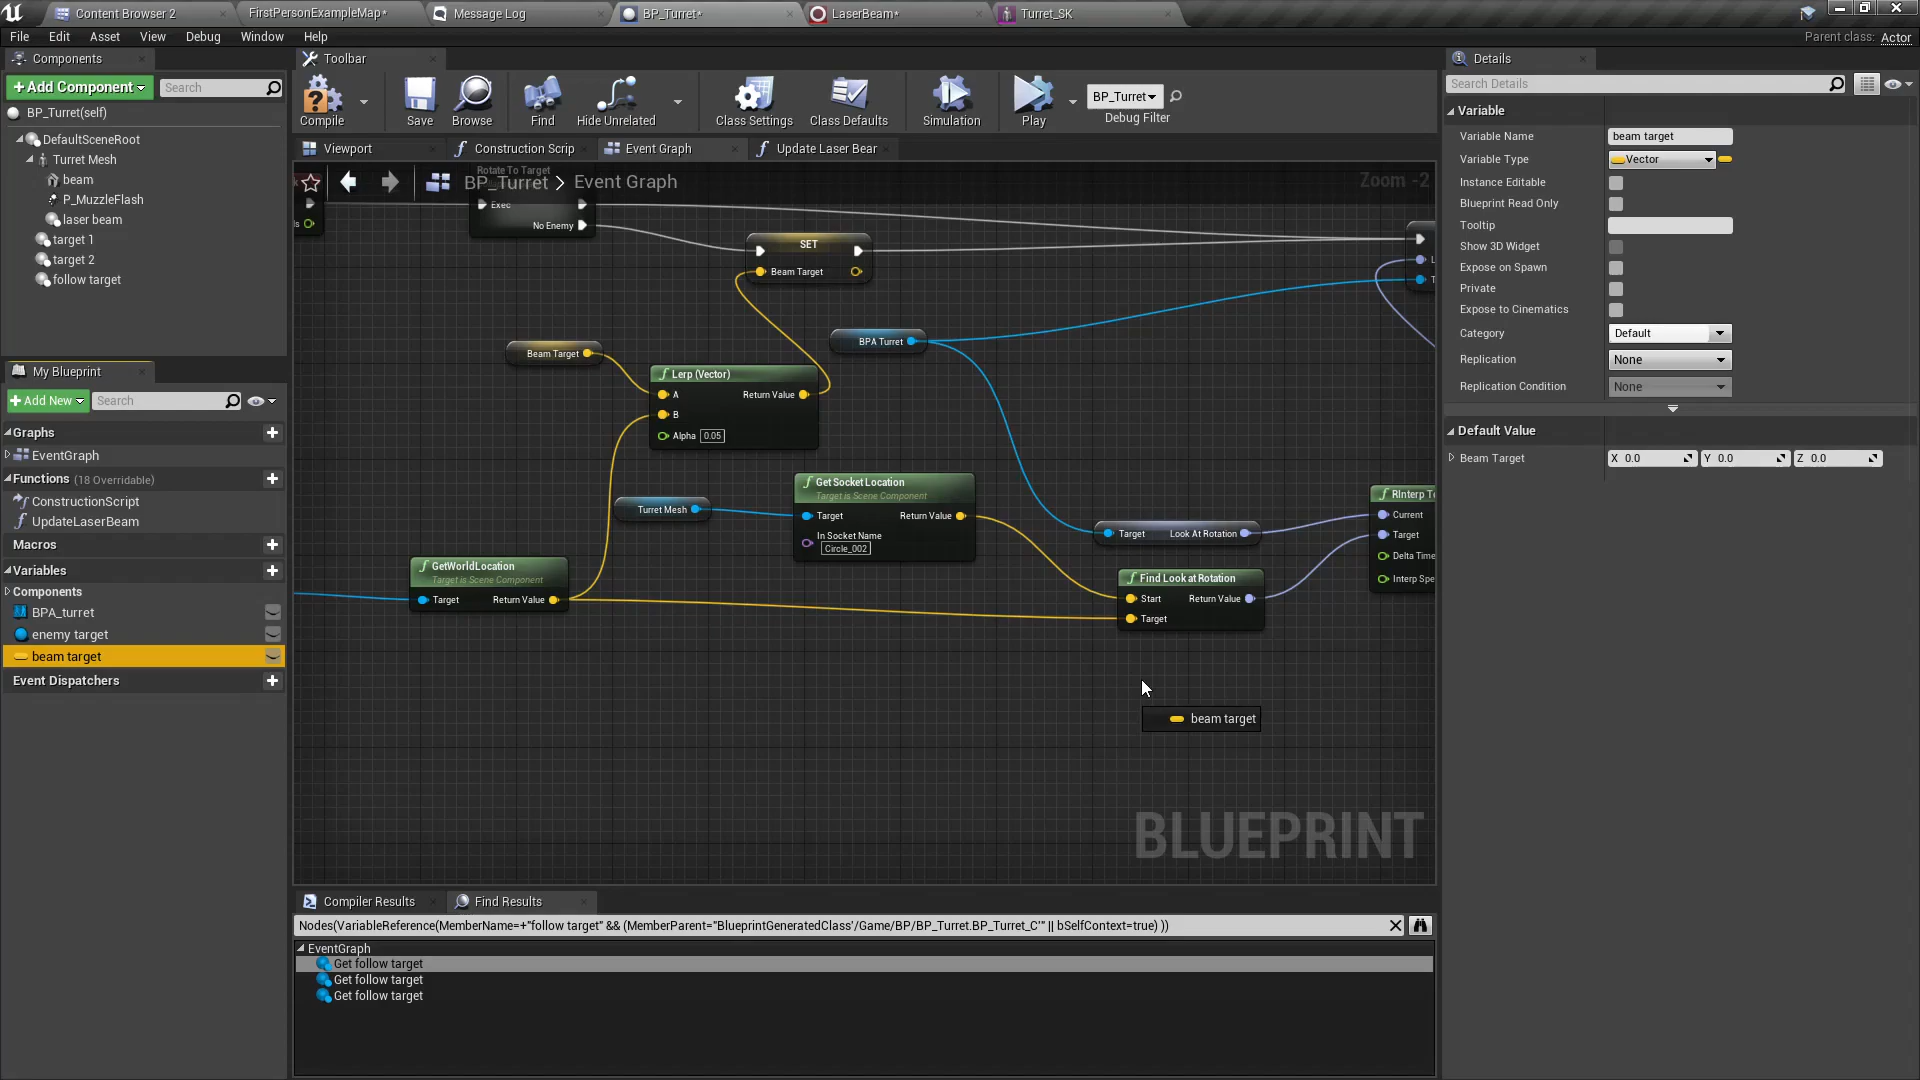 Content Browser 2
FirstPersonExampleMap*
Message Log
BP_Turret*
LaserBeam*
Turret_SK
File Edit Asset View Debug Window Help
Parent class: Actor
Components
+Add Component
Search
BP_Turret(self)
DefaultSceneRoot
Turret Mesh
beam
P_MuzzleFlash
laser beam
target 1
target 2
follow target
My Blueprint
+Add New
Search
Graphs
EventGraph
Functions (18 Overridable)
ConstructionScript
UpdateLaserBeam
Macros
Variables
Components
BPA_turret
enemy target
beam target
Event Dispatchers
Toolbar
Compile
Save
Browse
Find
Hide Unrelated
Class Settings
Class Defaults
Simulation
Play
BP_Turret
Debug Filter
Viewport
Construction Scrip
Event Graph
Update Laser Bear
BP_Turret > Event Graph
Zoom -2
Rotate To Target
Exec
No Enemy
SET
Beam Target
BPA Turret
Beam Target
Lerp (Vector)
A Return Value
B
Alpha 0.05
Turret Mesh
Get Socket Location
Target is Scene Component
Target Return Value
In Socket Name
Circle_002
GetWorldLocation
Target is Scene Component
Target Return Value
Target Look At Rotation
Find Look at Rotation
Start Return Value
Target
RInterp T
Current
Target
Delta Time
Interp Spe
beam target
BLUEPRINT
Compiler Results
Find Results
Nodes(VariableReference(MemberName=+"follow target" && (MemberParent="BlueprintGeneratedClass'/Game/BP/BP_Turret.BP_Turret_C'" || bSelfContext=true) ))
EventGraph
Get follow target
Get follow target
Get follow target
Details
Search Details
Variable
Variable Name beam target
Variable Type Vector
Instance Editable
Blueprint Read Only
Tooltip
Show 3D Widget
Expose on Spawn
Private
Expose to Cinematics
Category Default
Replication None
Replication Condition None
Default Value
Beam Target X 0.0 Y 0.0 Z 0.0